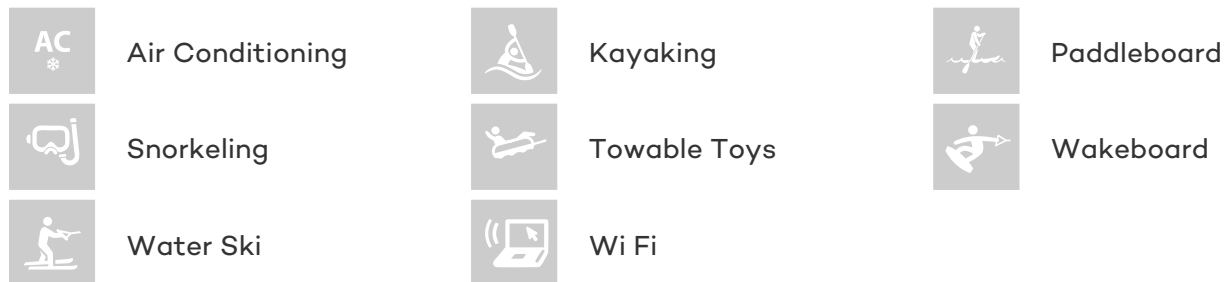 AC
Air Conditioning
Kayaking
Paddleboard
Snorkeling
Towable Toys
Wakeboard
Water Ski
Wi Fi